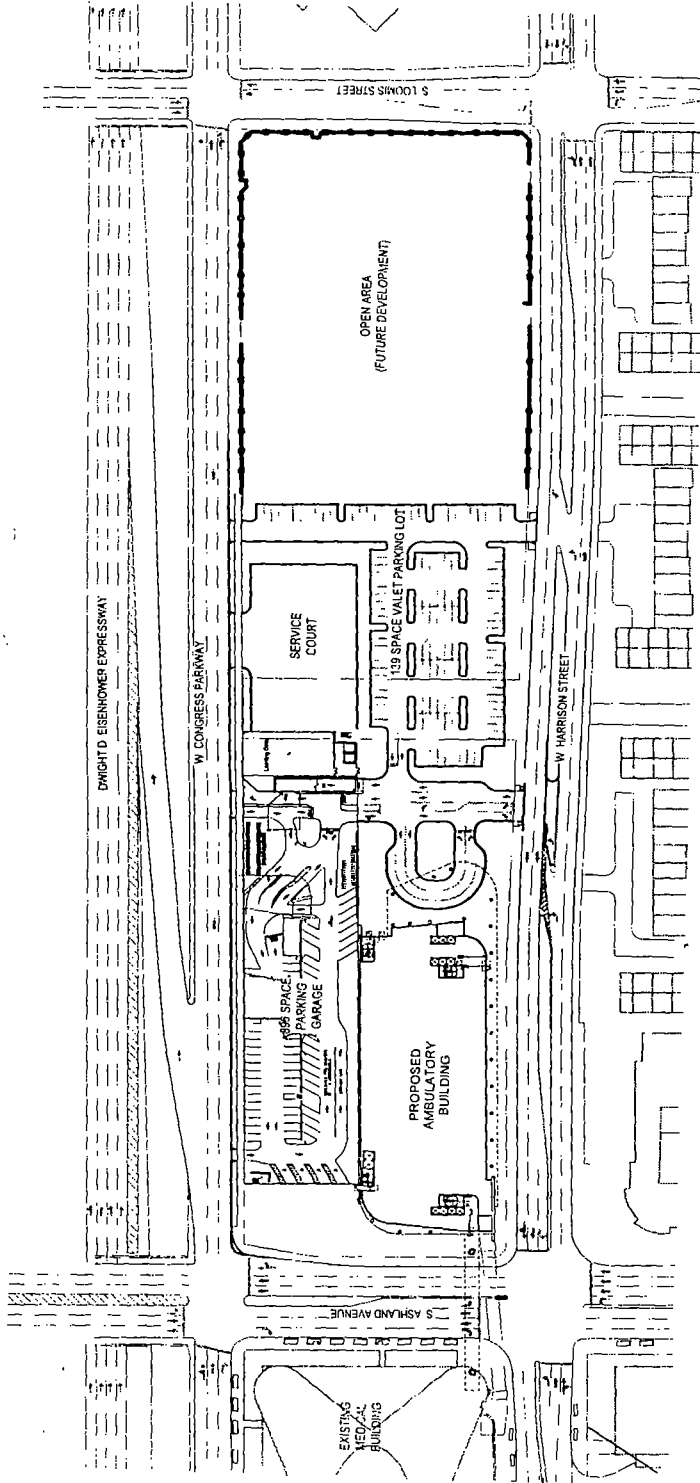 S LOOMIS STREET
OPEN AREA
(FUTURE DEVELOPMENT)
139 SPACE VALET PARKING LOT
SERVICE
COURT
DWIGHT D EISENHOWER EXPRESSWAY
W CONGRESS PARKWAY
W HARRISON STREET
SPACE
PARKING
GARAGE
PROPOSED
AMBULATORY
BUILDING
S ASHLAND AVENUE
EXISTING
MEDICAL
BUILDING